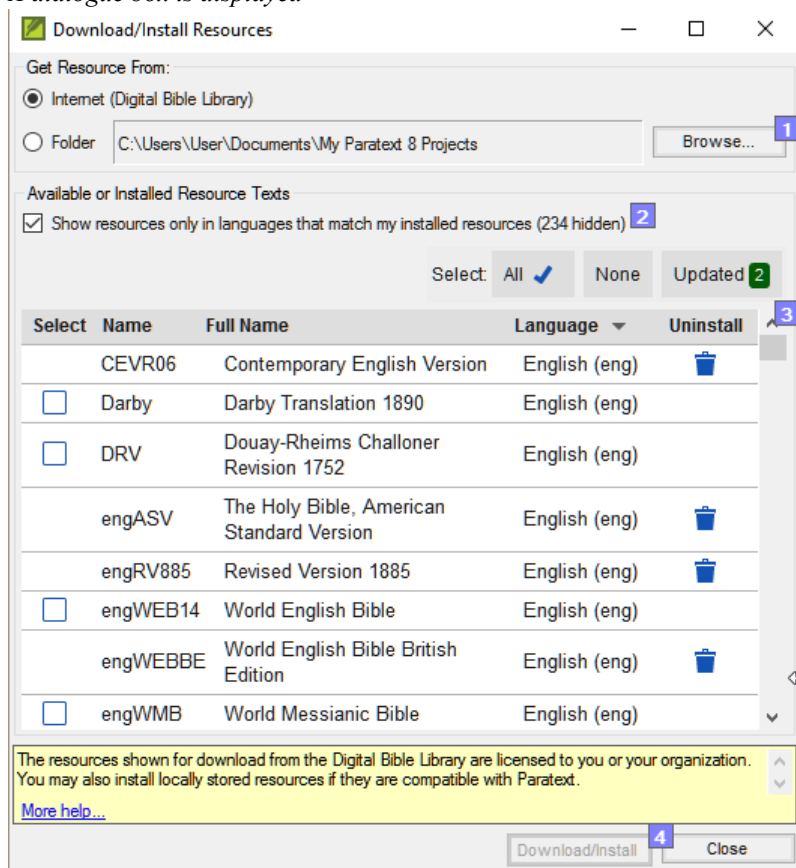 Download/Install Resources
Get Resource From:
Internet (Digital Bible Library)
Folder C:\Users\User\Documents\My Paratext 8 Projects Browse... 1
Available or Installed Resource Texts
Show resources only in languages that match my installed resources (234 hidden) 2
Select: All None Updated 2
3
Select Name Full Name Language Uninstall
CEVR06 Contemporary English Version English (eng)
Darby Darby Translation 1890 English (eng)
DRV Douay-Rheims Challoner Revision 1752 English (eng)
engASV The Holy Bible, American Standard Version English (eng)
engRV885 Revised Version 1885 English (eng)
engWEB14 World English Bible English (eng)
engWEBBE World English Bible British Edition English (eng)
engWMB World Messianic Bible English (eng)
The resources shown for download from the Digital Bible Library are licensed to you or your organization.
You may also install locally stored resources if they are compatible with Paratext.
More help...
Download/Install 4 Close